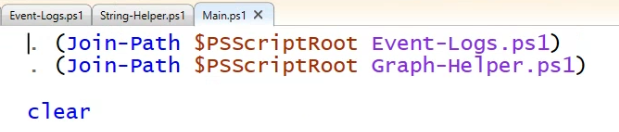 Event-Logs.ps1 String-Helper.ps1 Main.ps1 X
. (Join-Path $PSScriptRoot Event-Logs.ps1)
. (Join-Path $PSScriptRoot Graph-Helper.ps1)
clear